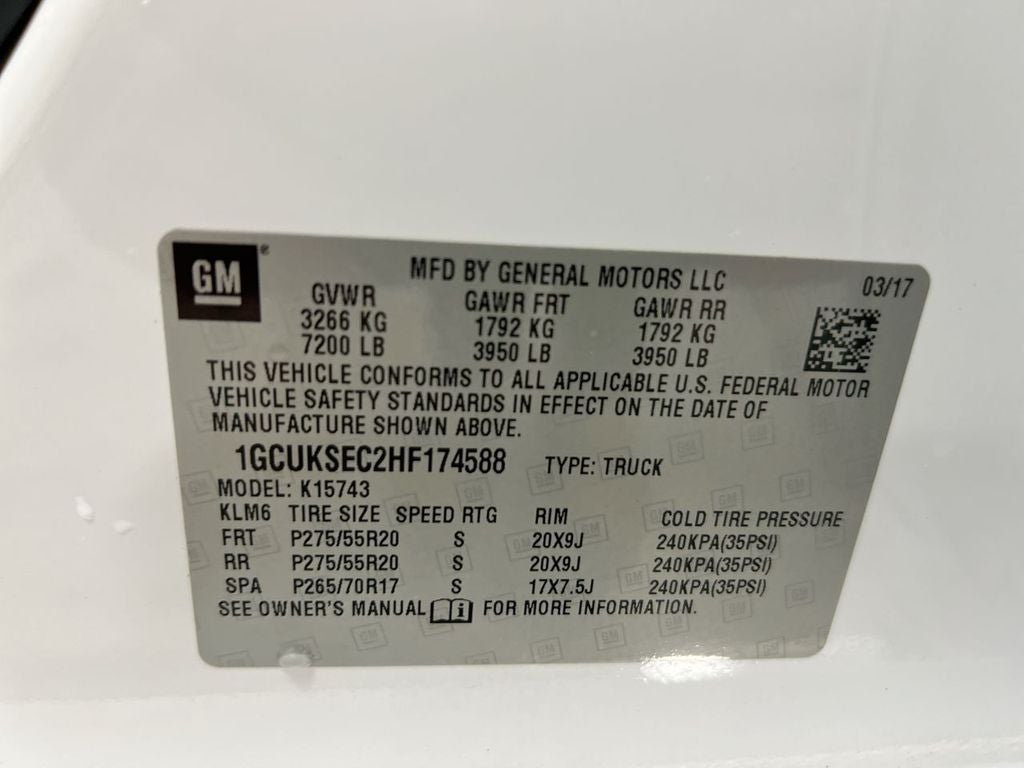 GM®
MFD BY GENERAL MOTORS LLC 03/17
GVWR GAWR FRT GAWR RR
3266 KG 1792 KG 1792 KG
7200 LB 3950 LB 3950 LB
THIS VEHICLE CONFORMS TO ALL APPLICABLE U.S. FEDERAL MOTOR
VEHICLE SAFETY STANDARDS IN EFFECT ON THE DATE OF
MANUFACTURE SHOWN ABOVE.
1GCUKSEC2HF174588 TYPE: TRUCK
MODEL: K15743
KLM6 TIRE SIZE SPEED RTG RIM COLD TIRE PRESSURE
FRT P275/55R20 S 20X9J 240KPA(35PSI)
RR P275/55R20 S 20X9J 240KPA(35PSI)
SPA P265/70R17 S 17X7.5J 240KPA(35PSI)
SEE OWNER'S MANUAL i FOR MORE INFORMATION.